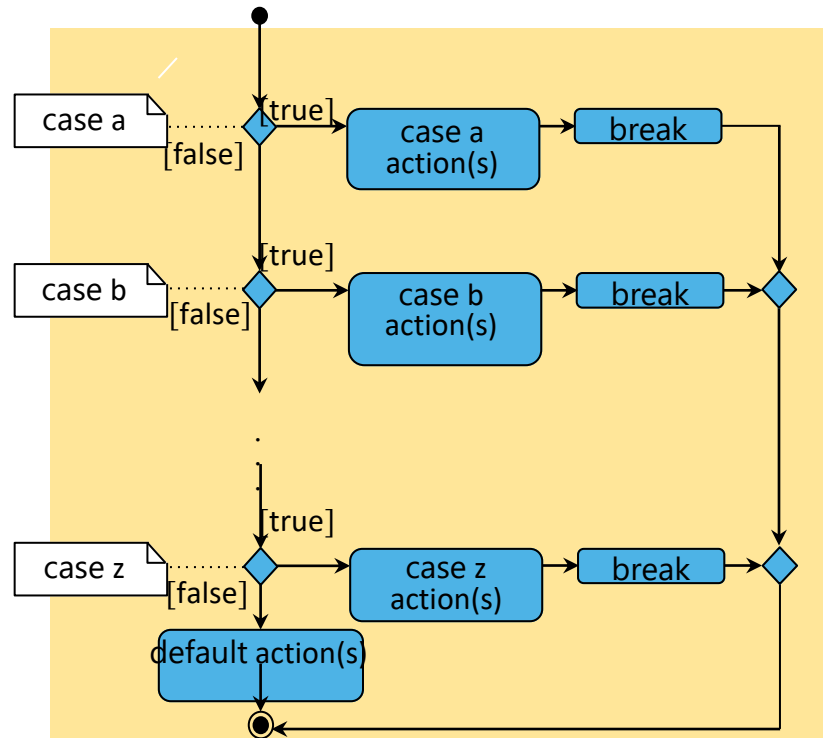 [true]
case a
case a
action(s)
break
[false]
[true]
case b
case b
action(s)
break
[false]
.
.
.
[true]
case z
case z
action(s)
break
[false]
default action(s)